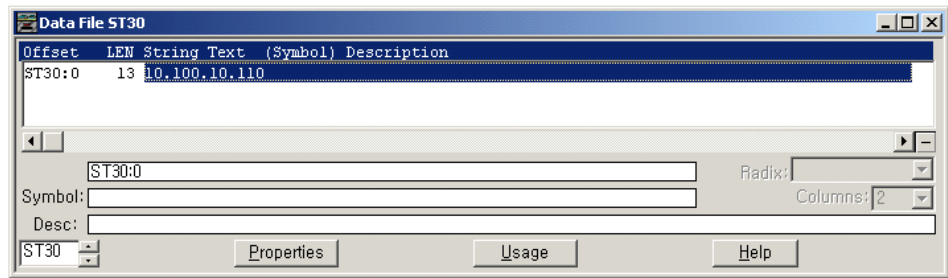 Data File ST30
Offset LEN String Text (Symbol) Description
ST30:0 13 10.100.10.110
ST30:0
Radix:
Symbol:
Columns: 2
Desc:
ST30 Properties Usage Help